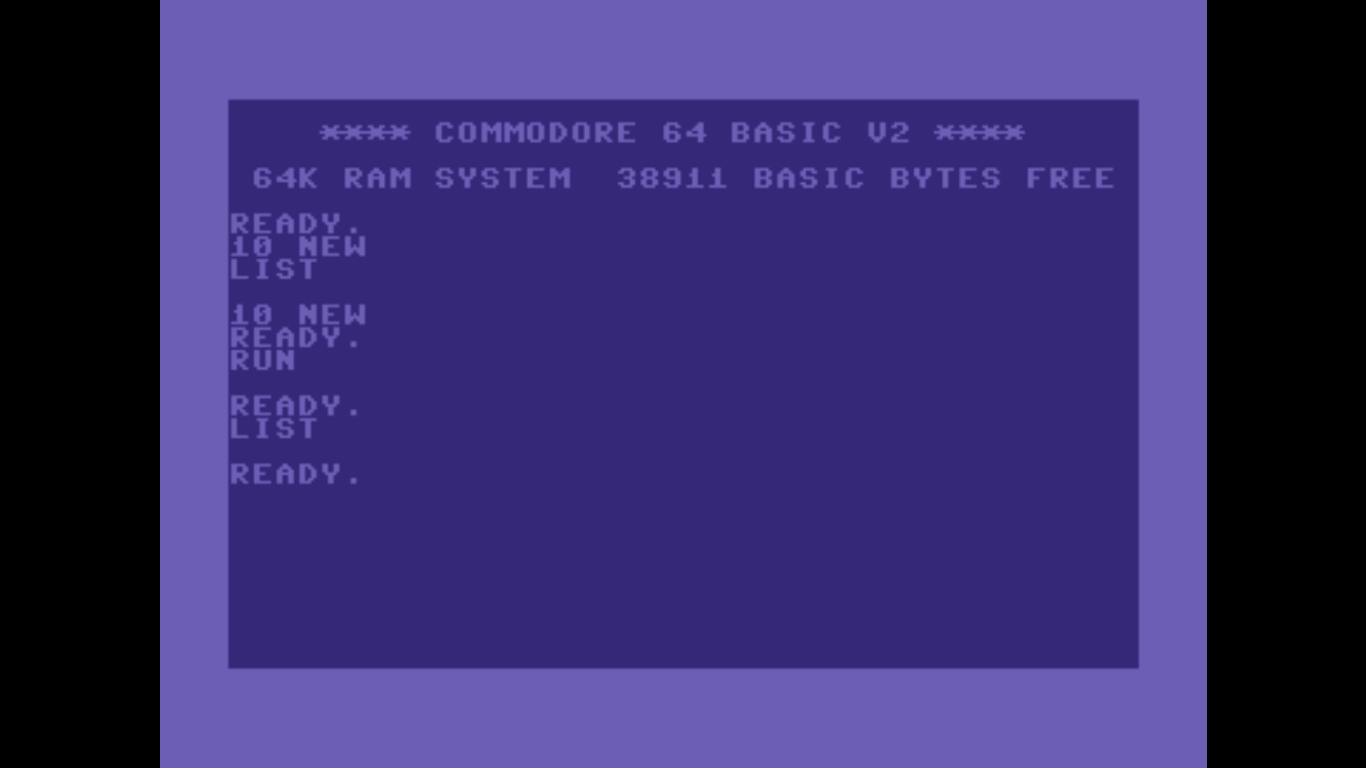 **** COMMODORE 64 BASIC V2 ****
64K RAM SYSTEM  38911 BASIC BYTES FREE
READY.
10 NEW
LIST
10 NEW
READY.
RUN
READY.
LIST
READY.